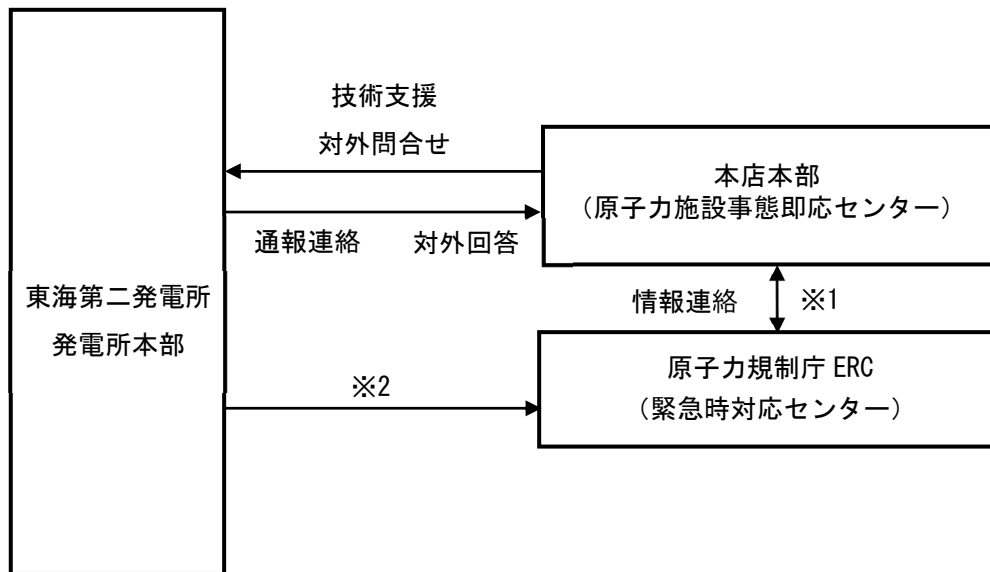 東海第二発電所
発電所本部
技術支援
対外問合せ
通報連絡 対外回答
※2
本店本部
（原子力施設事態即応センター）
情報連絡 ※1
原子力規制庁 ERC
（緊急時対応センター）